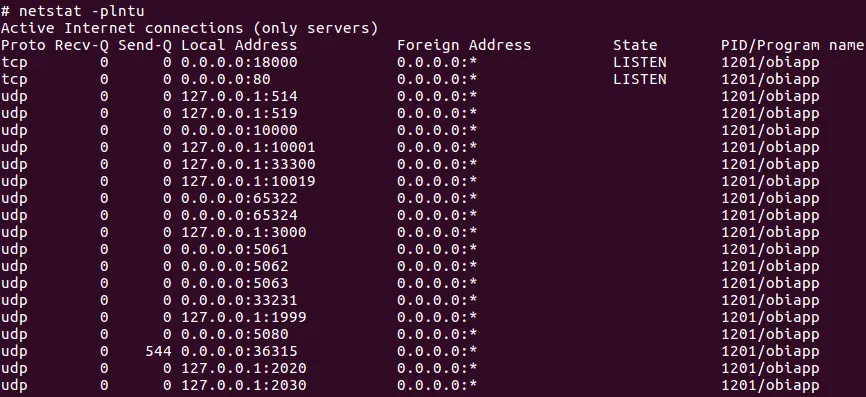 # netstat -plntu
Active Internet connections (only servers)
Proto Recv-Q Send-Q Local Address           Foreign Address         State       PID/Program name
tcp        0      0 0.0.0.0:18000           0.0.0.0:*               LISTEN      1201/obiapp
tcp        0      0 0.0.0.0:80              0.0.0.0:*               LISTEN      1201/obiapp
udp        0      0 127.0.0.1:514           0.0.0.0:*                           1201/obiapp
udp        0      0 127.0.0.1:519           0.0.0.0:*                           1201/obiapp
udp        0      0 0.0.0.0:10000           0.0.0.0:*                           1201/obiapp
udp        0      0 127.0.0.1:10001         0.0.0.0:*                           1201/obiapp
udp        0      0 127.0.0.1:33300         0.0.0.0:*                           1201/obiapp
udp        0      0 127.0.0.1:10019         0.0.0.0:*                           1201/obiapp
udp        0      0 0.0.0.0:65322           0.0.0.0:*                           1201/obiapp
udp        0      0 0.0.0.0:65324           0.0.0.0:*                           1201/obiapp
udp        0      0 127.0.0.1:3000          0.0.0.0:*                           1201/obiapp
udp        0      0 0.0.0.0:5061            0.0.0.0:*                           1201/obiapp
udp        0      0 0.0.0.0:5062            0.0.0.0:*                           1201/obiapp
udp        0      0 0.0.0.0:5063            0.0.0.0:*                           1201/obiapp
udp        0      0 0.0.0.0:33231           0.0.0.0:*                           1201/obiapp
udp        0      0 127.0.0.1:1999          0.0.0.0:*                           1201/obiapp
udp        0      0 0.0.0.0:5080            0.0.0.0:*                           1201/obiapp
udp        0    544 0.0.0.0:36315           0.0.0.0:*                           1201/obiapp
udp        0      0 127.0.0.1:2020          0.0.0.0:*                           1201/obiapp
udp        0      0 127.0.0.1:2030          0.0.0.0:*                           1201/obiapp